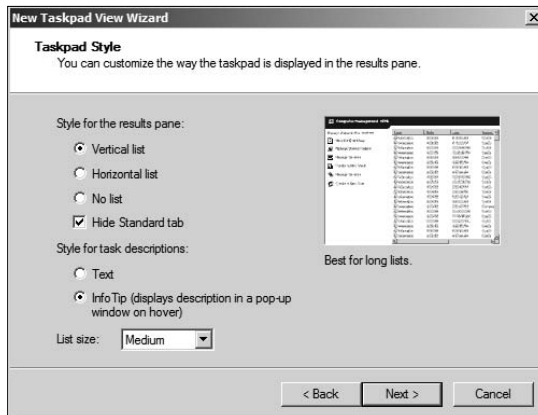 New Taskpad View Wizard
Taskpad Style
You can customize the way the taskpad is displayed in the results pane.
Style for the results pane:
Vertical list
Horizontal list
No list
Hide Standard tab
Style for task descriptions:
Text
InfoTip (displays description in a pop-up
window on hover)
List size:
Medium
Best for long lists.
< Back
Next >
Cancel